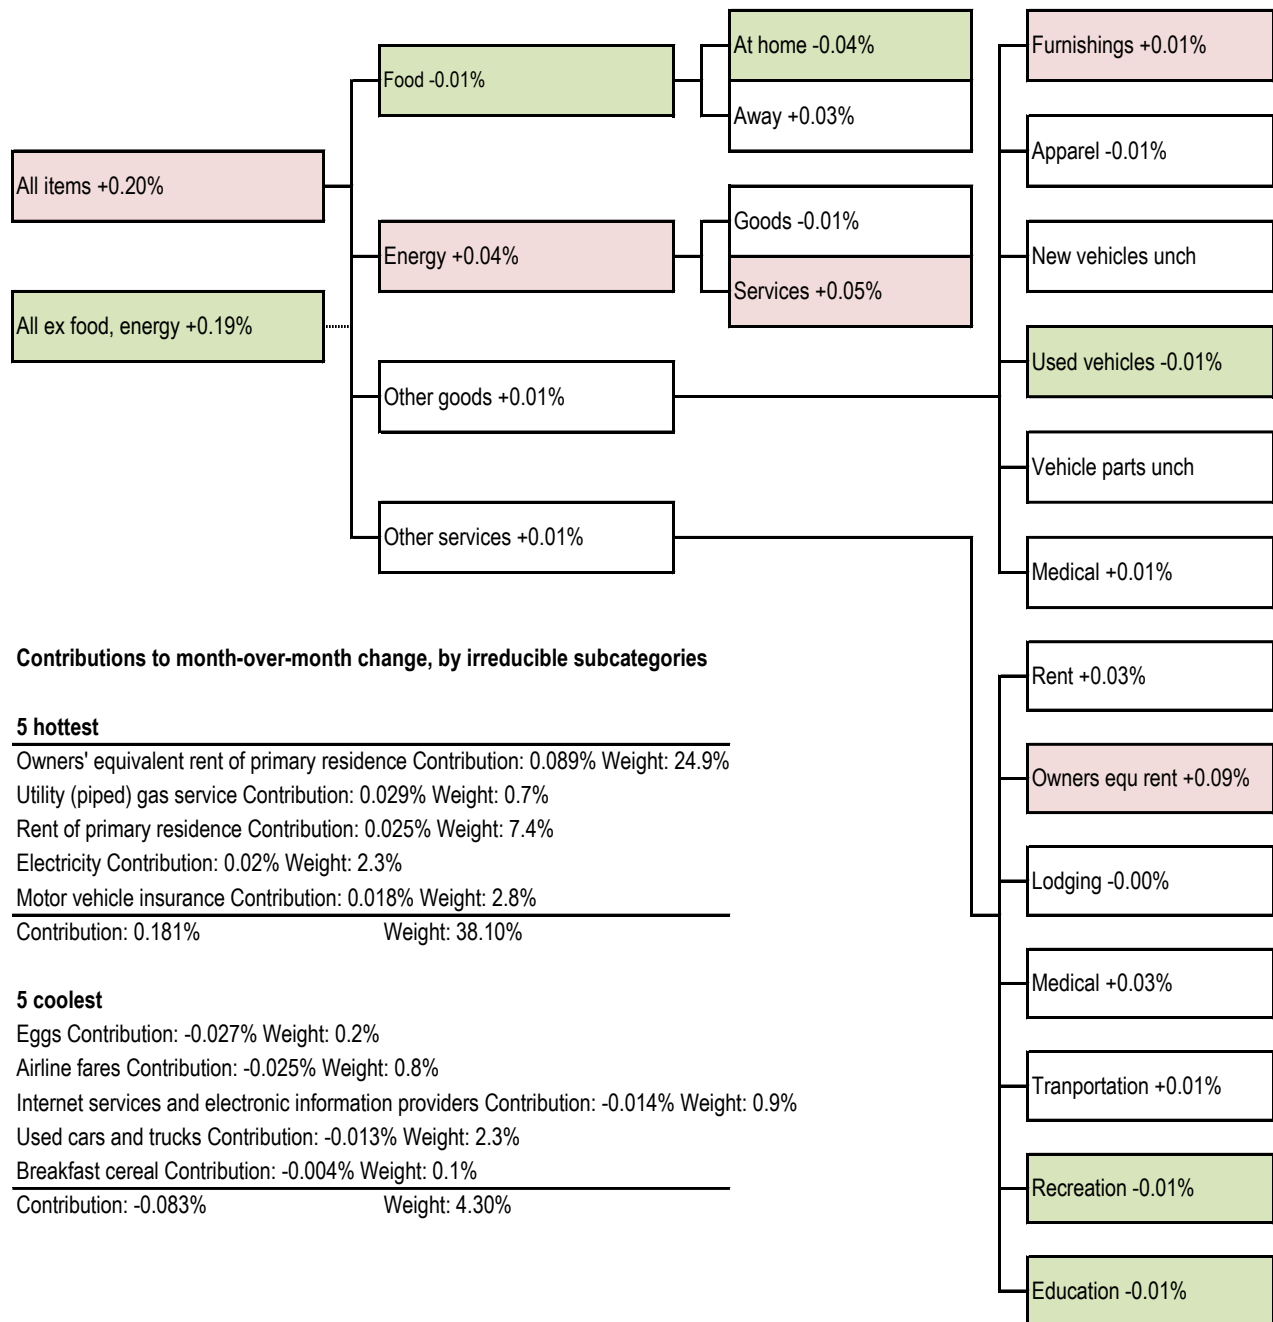 All items +0.20%
All ex food, energy +0.19%
Food -0.01%
Energy +0.04%
Other goods +0.01%
Other services +0.01%
At home -0.04%
Away +0.03%
Goods -0.01%
Services +0.05%
Furnishings +0.01%
Apparel -0.01%
New vehicles unch
Used vehicles -0.01%
Vehicle parts unch
Medical +0.01%
Rent +0.03%
Owners equ rent +0.09%
Lodging -0.00%
Medical +0.03%
Tranportation +0.01%
Recreation -0.01%
Education -0.01%
Contributions to month-over-month change, by irreducible subcategories
5 hottest
Owners' equivalent rent of primary residence Contribution: 0.089% Weight: 24.9%
Utility (piped) gas service Contribution: 0.029% Weight: 0.7%
Rent of primary residence Contribution: 0.025% Weight: 7.4%
Electricity Contribution: 0.02% Weight: 2.3%
Motor vehicle insurance Contribution: 0.018% Weight: 2.8%
Contribution: 0.181% Weight: 38.10%
5 coolest
Eggs Contribution: -0.027% Weight: 0.2%
Airline fares Contribution: -0.025% Weight: 0.8%
Internet services and electronic information providers Contribution: -0.014% Weight: 0.9%
Used cars and trucks Contribution: -0.013% Weight: 2.3%
Breakfast cereal Contribution: -0.004% Weight: 0.1%
Contribution: -0.083% Weight: 4.30%